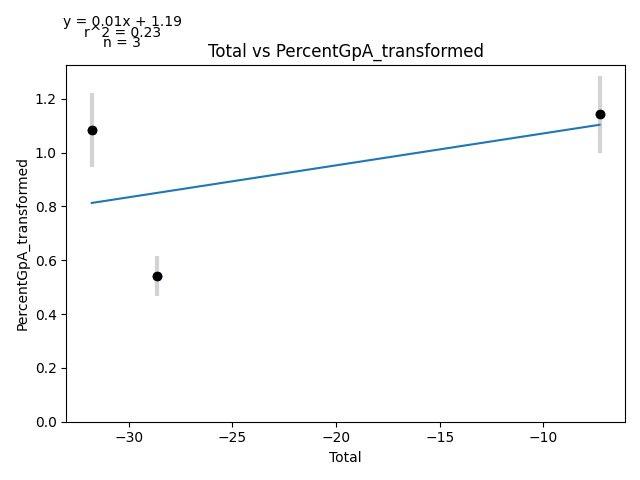 y = 0.01x + 1.19
r^2 = 0.23
n = 3
Total vs PercentGpA_transformed
1.2
1.0
0.8
0.6
0.4
0.2
0.0
PercentGpA_transformed
−30
−25
−20
−15
−10
Total